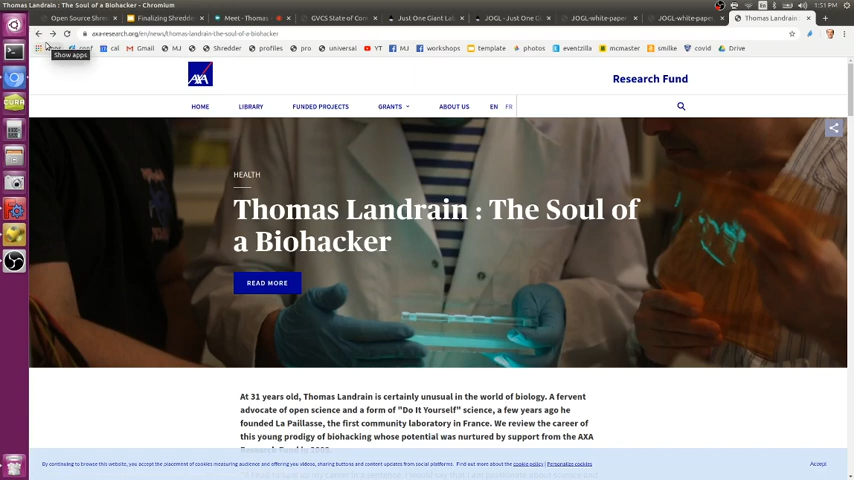 Thomas Landrain : The Soul of a Biohacker - Chromium
1:51 PM
Open Source Shre
Finalizing Shredde
Meet - Thomas
GVCS State of Com
Just One Giant Lab
JOGL - Just One G
JOGL-white-paper
JOGL-white-paper
Thomas Landrain
axa-research.org/en/news/thomas-landrain-the-soul-of-a-biohacker
Apps conf cal Gmail MJ Shredder profiles pro universal YT MJ workshops template photos eventzilla mcmaster smilke covid Drive
Show apps
AXA
Research Fund
HOME LIBRARY FUNDED PROJECTS GRANTS ABOUT US EN FR
HEALTH
Thomas Landrain : The Soul of
a Biohacker
READ MORE
At 31 years old, Thomas Landrain is certainly unusual in the world of biology. A fervent
advocate of open science and a form of "Do It Yourself" science, a few years ago he
founded La Paillasse, the first community laboratory in France. We review the career of
this young prodigy of biohacking whose potential was nurtured by support from the AXA
By continuing to browse this website, you accept the placement of cookies measuring audience and offering you videos, sharing buttons and content updates from social platforms. Find out more about the cookie policy | Personalize cookies
Accept
CURA